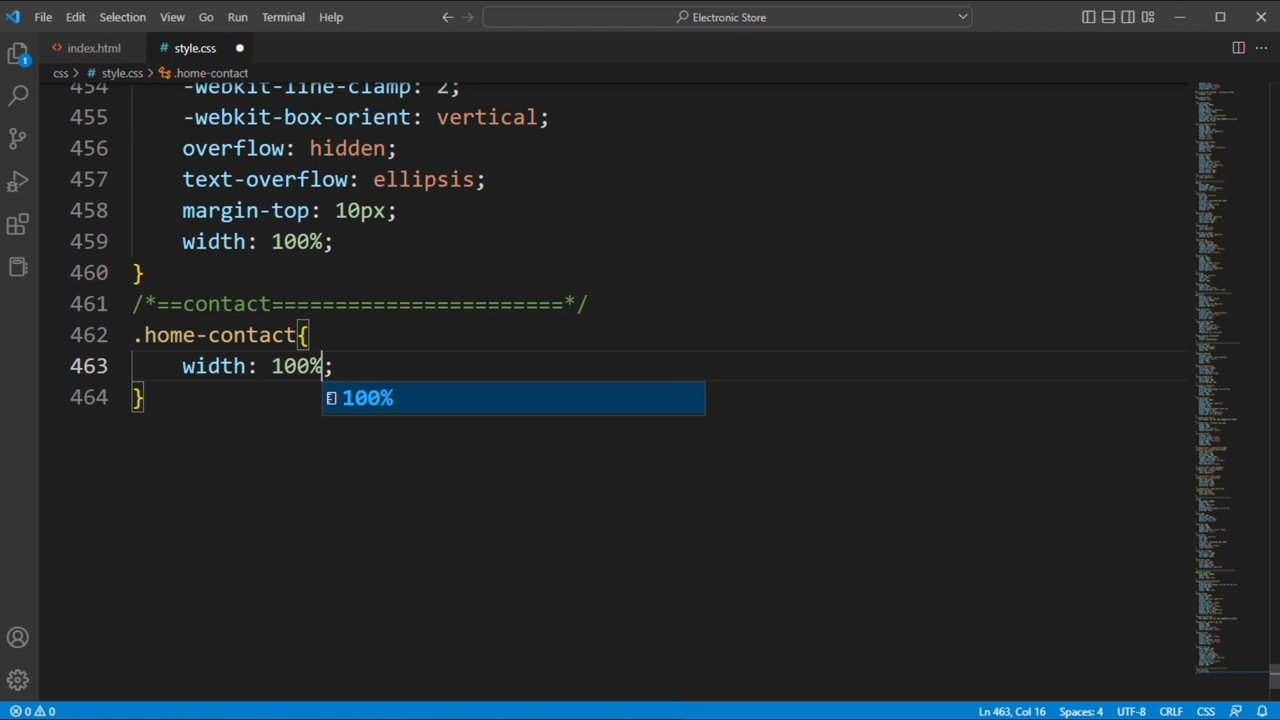 File Edit Selection View Go Run Terminal Help Electronic Store
index.html style.css
css > style.css > .home-contact
454 -webkit-line-clamp: 2;
455 -webkit-box-orient: vertical;
456 overflow: hidden;
457 text-overflow: ellipsis;
458 margin-top: 10px;
459 width: 100%;
460 }
461 /*==contact=======================*/
462 .home-contact{
463 width: 100%;
464 }
100%
1
0 0 Ln 463, Col 16 Spaces: 4 UTF-8 CRLF CSS